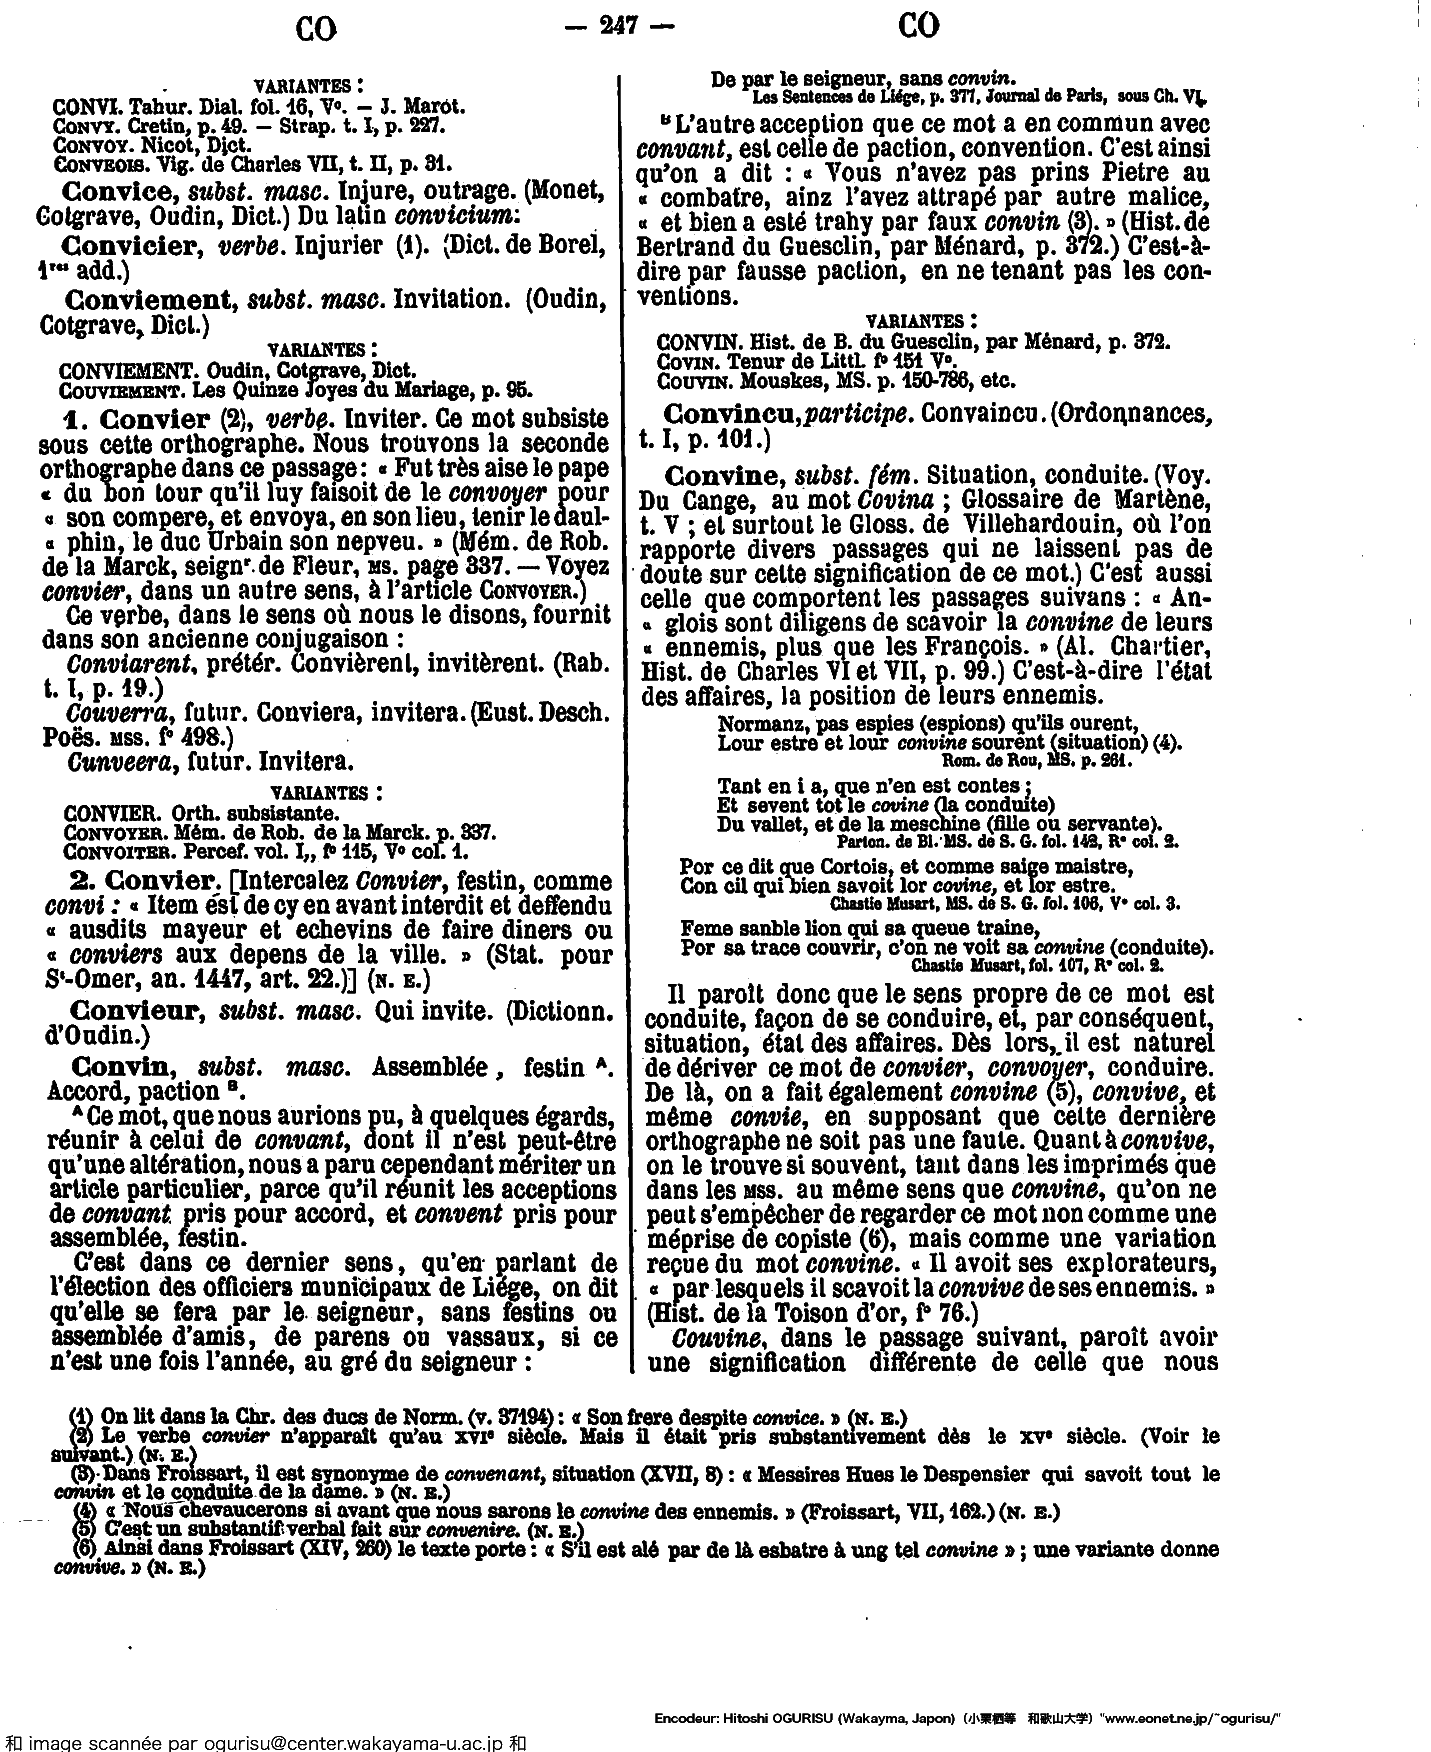 CO
— 247 —
CO
VARIANTES :
CONVI. Tahur. Dial. fol. 16, Vº. — J. Marot.
CONVY. Cretin, p. 49. — Strap. t. I, p. 227.
CONVOY. Nicot, Dict.
CONVEOIS. Vig. de Charles VII, t. II, p. 31.
Convice, subst. masc. Injure, outrage. (Monet,
Cotgrave, Oudin, Dict.) Du latin convicium:
Convicier, verbe. Injurier (1). (Dict. de Borel,
1res add.)
Conviement, subst. masc. Invitation. (Oudin,
Cotgrave, Dict.)
VARIANTES :
CONVIEMENT. Oudin, Cotgrave, Dict.
COUVIEMENT. Les Quinze Joyes du Mariage, p. 95.
1. Convier (2), verbe. Inviter. Ce mot subsiste
sous cette orthographe. Nous trouvons la seconde
orthographe dans ce passage: « Fut très aise le pape
« du bon tour qu'il luy faisoit de le convoyer pour
« son compere, et envoya, en son lieu, tenir le daul-
« phin, le duc Urbain son nepveu. » (Mém. de Rob.
de la Marck, seignr. de Fleur, MS. page 337. — Voyez
convier, dans un autre sens, à l'article CONVOYER.)
Ce verbe, dans le sens où nous le disons, fournit
dans son ancienne conjugaison :
Conviarent, prétér. Convièrent, invitèrent. (Rab.
t. I, p. 19.)
Couverra, futur. Conviera, invitera. (Eust. Desch.
Poës. MSS. fº 498.)
Cunveera, futur. Invitera.
VARIANTES :
CONVIER. Orth. subsistante.
CONVOYER. Mém. de Rob. de la Marck. p. 337.
CONVOITER. Percef. vol. I,, fº 115, Vº col. 1.
2. Convier. [Intercalez Convier, festin, comme
convi : « Item est de cy en avant interdit et deffendu
« ausdits mayeur et echevins de faire diners ou
« conviers aux depens de la ville. » (Stat. pour
St-Omer, an. 1447, art. 22.)] (N. E.)
Convieur, subst. masc. Qui invite. (Dictionn.
d'Oudin.)
Convin, subst. masc. Assemblée, festin A.
Accord, paction B.
A Ce mot, que nous aurions pu, à quelques égards,
réunir à celui de convant, dont il n'est peut-être
qu'une altération, nous a paru cependant mériter un
article particulier, parce qu'il réunit les acceptions
de convant pris pour accord, et convent pris pour
assemblée, festin.
C'est dans ce dernier sens, qu'en parlant de
l'élection des officiers municipaux de Liége, on dit
qu'elle se fera par le seigneur, sans festins ou
assemblée d'amis, de parens ou vassaux, si ce
n'est une fois l'année, au gré du seigneur :
De par le seigneur, sans convin.
Les Sentences de Liége, p. 371, Journal de Paris, sous Ch. VI.
B L'autre acception que ce mot a en commun avec
convant, est celle de paction, convention. C'est ainsi
qu'on a dit : « Vous n'avez pas prins Pietre au
« combatre, ainz l'avez attrapé par autre malice,
« et bien a esté trahy par faux convin (3). » (Hist. de
Bertrand du Guesclin, par Ménard, p. 372.) C'est-à-
dire par fausse paction, en ne tenant pas les con-
ventions.
VARIANTES :
CONVIN. Hist. de B. du Guesclin, par Ménard, p. 372.
COVIN. Tenur de Littl. fº 151 Vº.
COUVIN. Mouskes, MS. p. 150-786, etc.
Convincu, participe. Convaincu. (Ordonnances,
t. I, p. 101.)
Convine, subst. fém. Situation, conduite. (Voy.
Du Cange, au mot Covina ; Glossaire de Martène,
t. V ; et surtout le Gloss. de Villehardouin, où l'on
rapporte divers passages qui ne laissent pas de
doute sur cette signification de ce mot.) C'est aussi
celle que comportent les passages suivans : « An-
« glois sont diligens de scavoir la convine de leurs
« ennemis, plus que les François. » (Al. Chartier,
Hist. de Charles VI et VII, p. 99.) C'est-à-dire l'état
des affaires, la position de leurs ennemis.
Normanz, pas espies (espions) qu'ils ourent,
Lour estre et lour convine sourent (situation) (4).
Rom. de Rou, MS. p. 261.
Tant en i a, que n'en est contes ;
Et sevent tot le covine (la conduite)
Du vallet, et de la meschine (fille ou servante).
Parton. de Bl. MS. de S. G. fol. 142, Rº col. 2.
Por ce dit que Cortois, et comme saige maistre,
Con cil qui bien savoit lor covine, et lor estre.
Chastie Musart, MS. de S. G. fol. 106, Vº col. 3.
Feme sanble lion qui sa queue traine,
Por sa trace couvrir, c'on ne voit sa convine (conduite).
Chastie Musart, fol. 107, Rº col. 2.
Il paroît donc que le sens propre de ce mot est
conduite, façon de se conduire, et, par conséquent,
situation, état des affaires. Dès lors, il est naturel
de dériver ce mot de convier, convoyer, conduire.
De là, on a fait également convine (5), convive, et
même convie, en supposant que cette dernière
orthographe ne soit pas une faute. Quant à convive,
on le trouve si souvent, tant dans les imprimés que
dans les MSS. au même sens que convine, qu'on ne
peut s'empêcher de regarder ce mot non comme une
méprise de copiste (6), mais comme une variation
reçue du mot convine. « Il avoit ses explorateurs,
« par lesquels il scavoit la convive de ses ennemis. »
(Hist. de la Toison d'or, fº 76.)
Couvine, dans le passage suivant, paroît avoir
une signification différente de celle que nous
(1) On lit dans la Chr. des ducs de Norm. (v. 37194) : « Son frere despite convice. » (N. E.)
(2) Le verbe convier n'apparaît qu'au XVIe siècle. Mais il était pris substantivement dès le XVe siècle. (Voir le
suivant.) (N. E.)
(3) Dans Froissart, il est synonyme de convenant, situation (XVII, 8) : « Messires Hues le Despensier qui savoit tout le
convin et le conduite de la dame. » (N. E.)
(4) « Nous chevaucerons si avant que nous sarons le convine des ennemis. » (Froissart, VII, 162.) (N. E.)
(5) C'est un substantif verbal fait sur convenire. (N. E.)
(6) Ainsi dans Froissart (XIV, 260) le texte porte : « S'il est alé par de là esbatre à ung tel convine » ; une variante donne
convive. » (N. E.)
Encodeur: Hitoshi OGURISU (Wakayma, Japon) (小栗栖等 和歌山大学) "www.eonet.ne.jp/~ogurisu/"
和 image scannée par ogurisu@center.wakayama-u.ac.jp 和